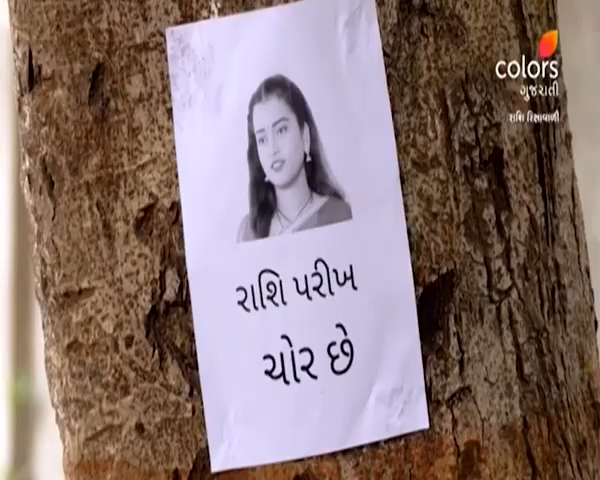 colors
ગુજરાતી
રાશિ રિક્ષાવાળી
રાશિ પરીખ
ચોર છે